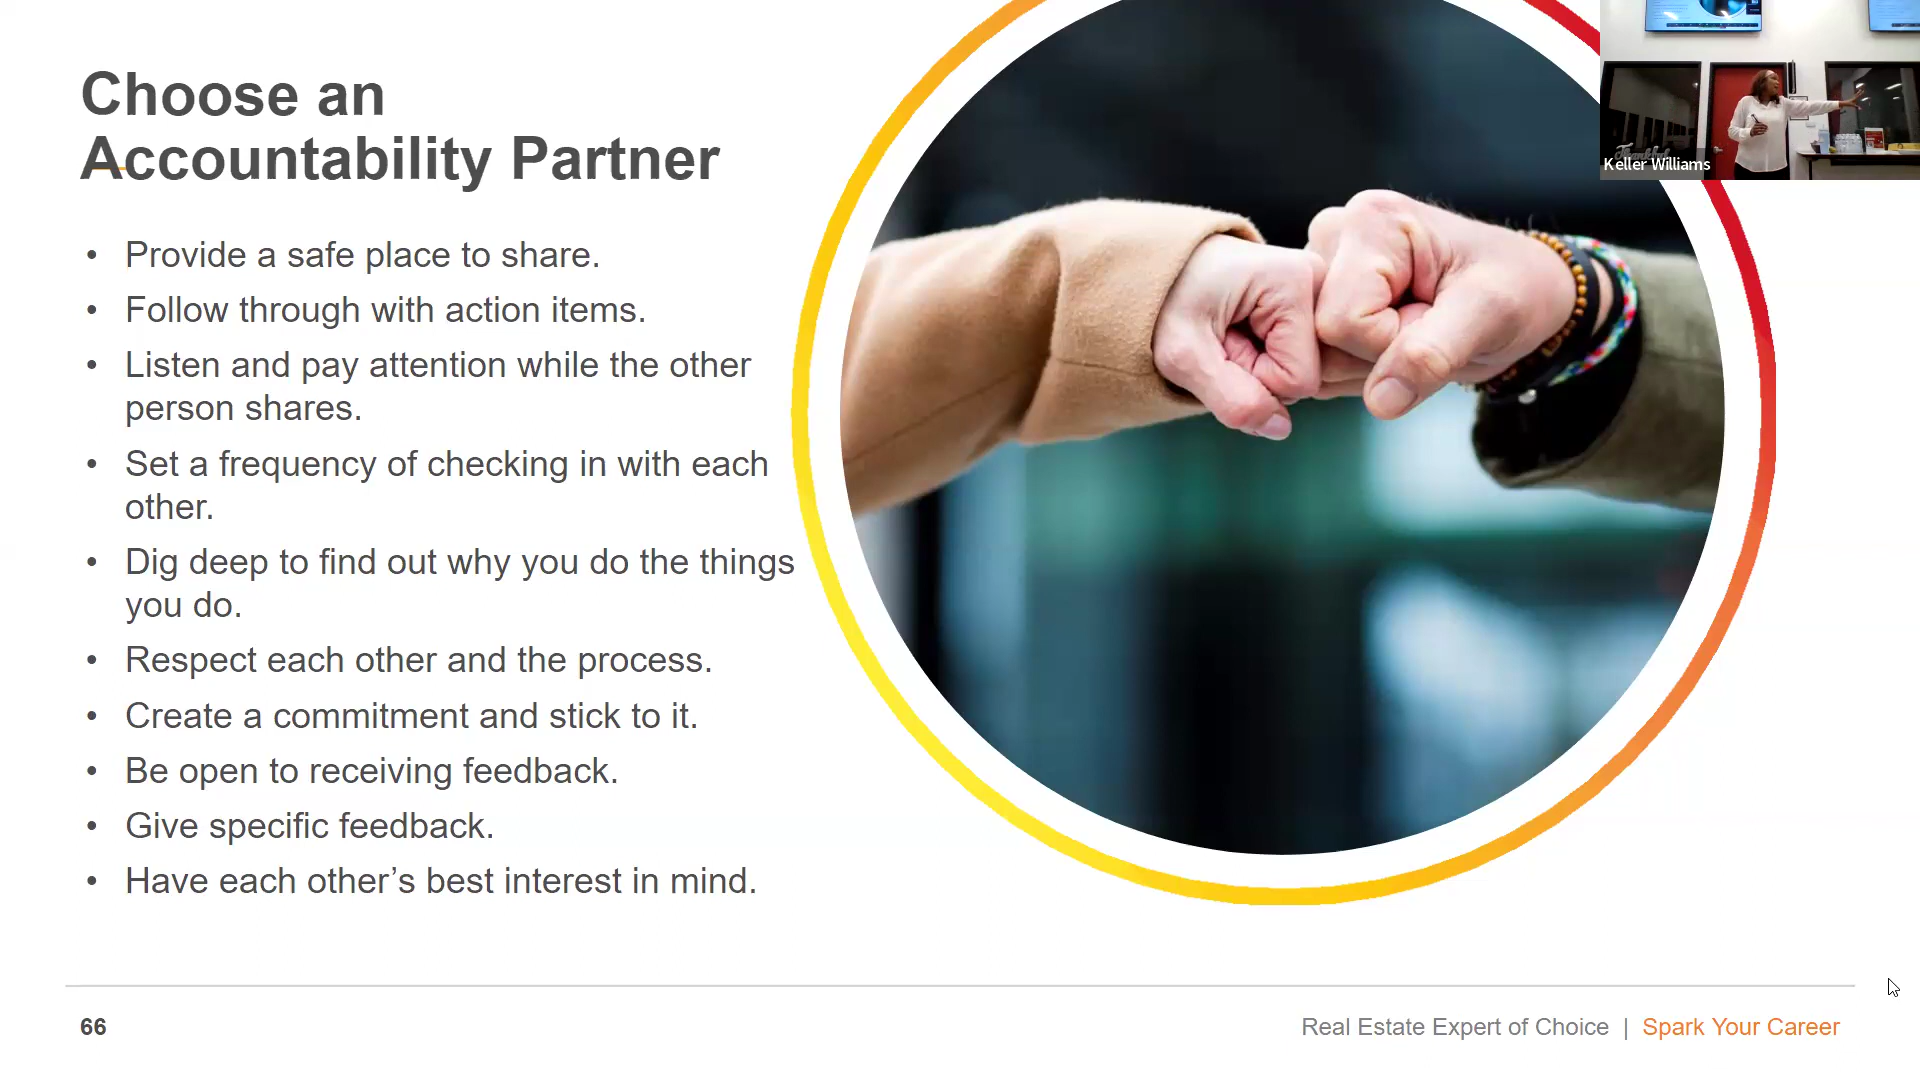 Choose an
Accountability Partner
• Provide a safe place to share.
• Follow through with action items.
• Listen and pay attention while the other
person shares.
• Set a frequency of checking in with each
other.
• Dig deep to find out why you do the things
you do.
• Respect each other and the process.
• Create a commitment and stick to it.
• Be open to receiving feedback.
• Give specific feedback.
• Have each other’s best interest in mind.
Keller Williams
66
Real Estate Expert of Choice | Spark Your Career